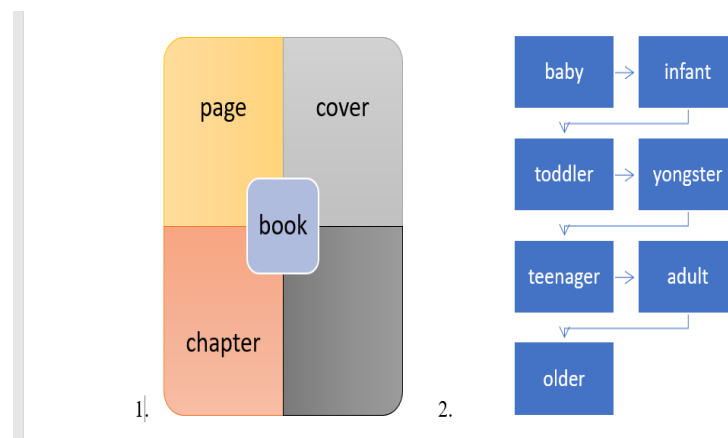 page cover
book
chapter
1.
baby infant
toddler yongster
teenager adult
older
2.